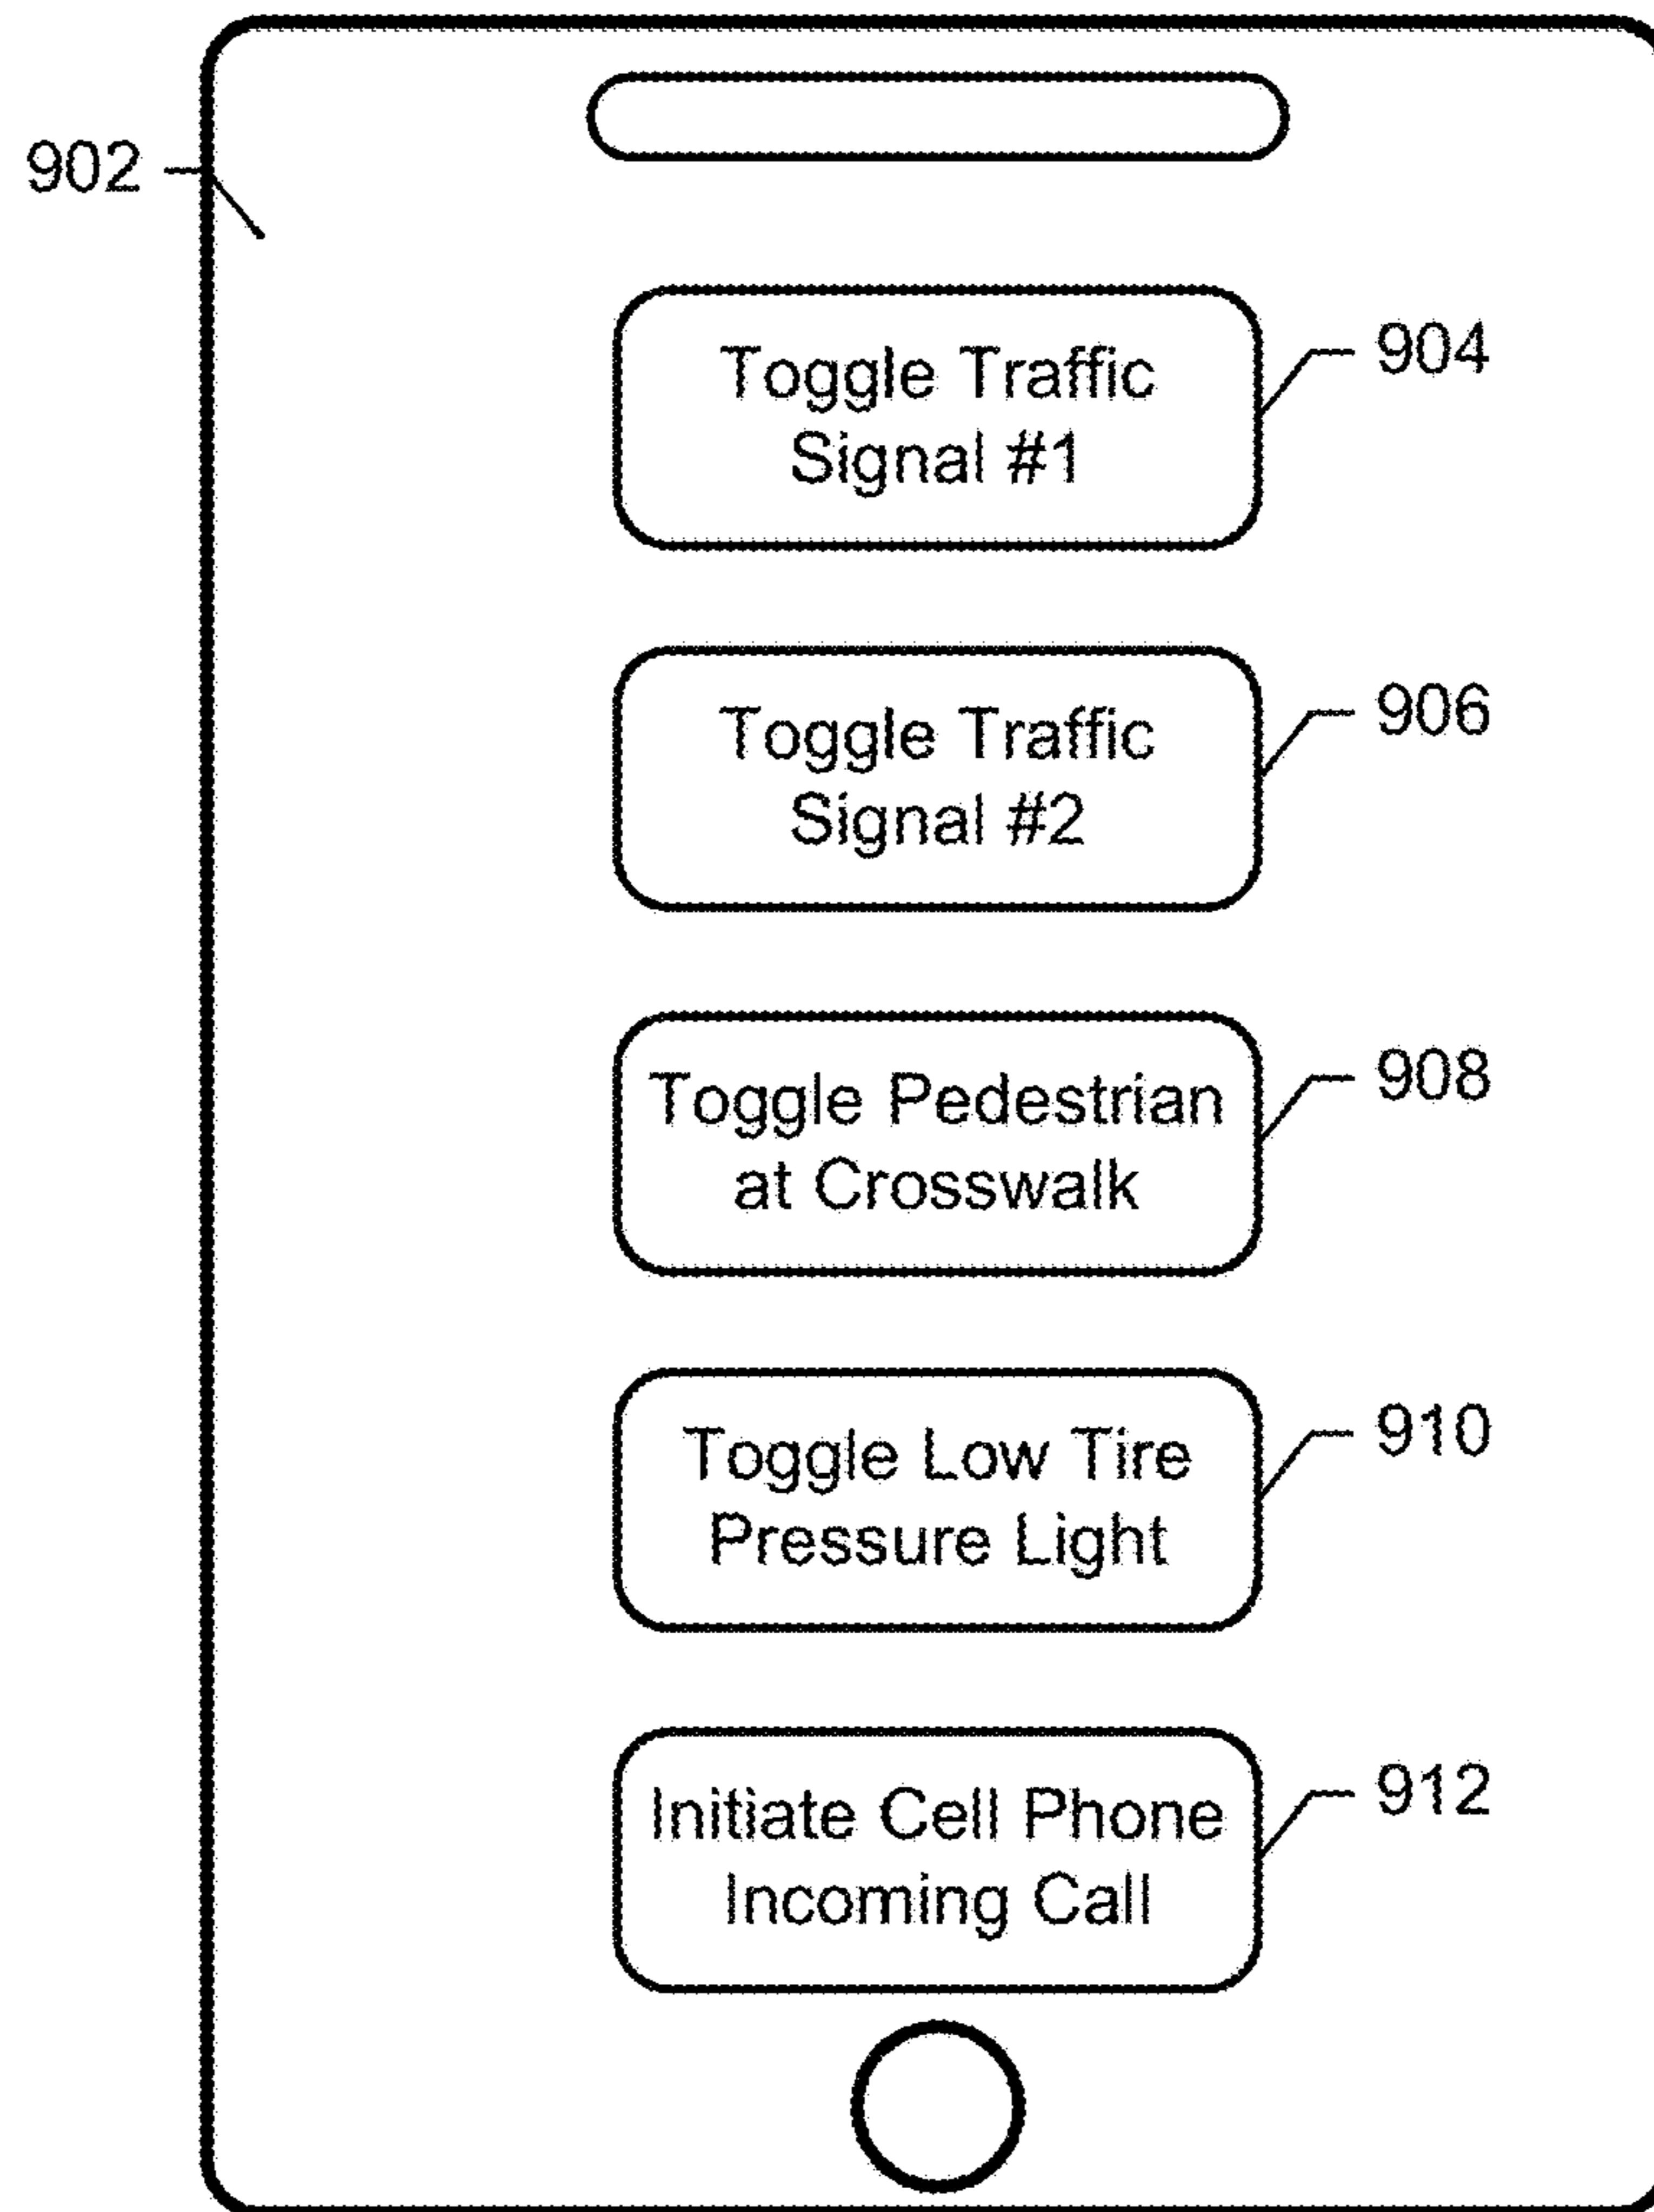 902
Toggle Traffic
Signal #1
904
Toggle Traffic
Signal #2
906
Toggle Pedestrian
at Crosswalk
908
Toggle Low Tire
Pressure Light
910
Initiate Cell Phone
Incoming Call
912